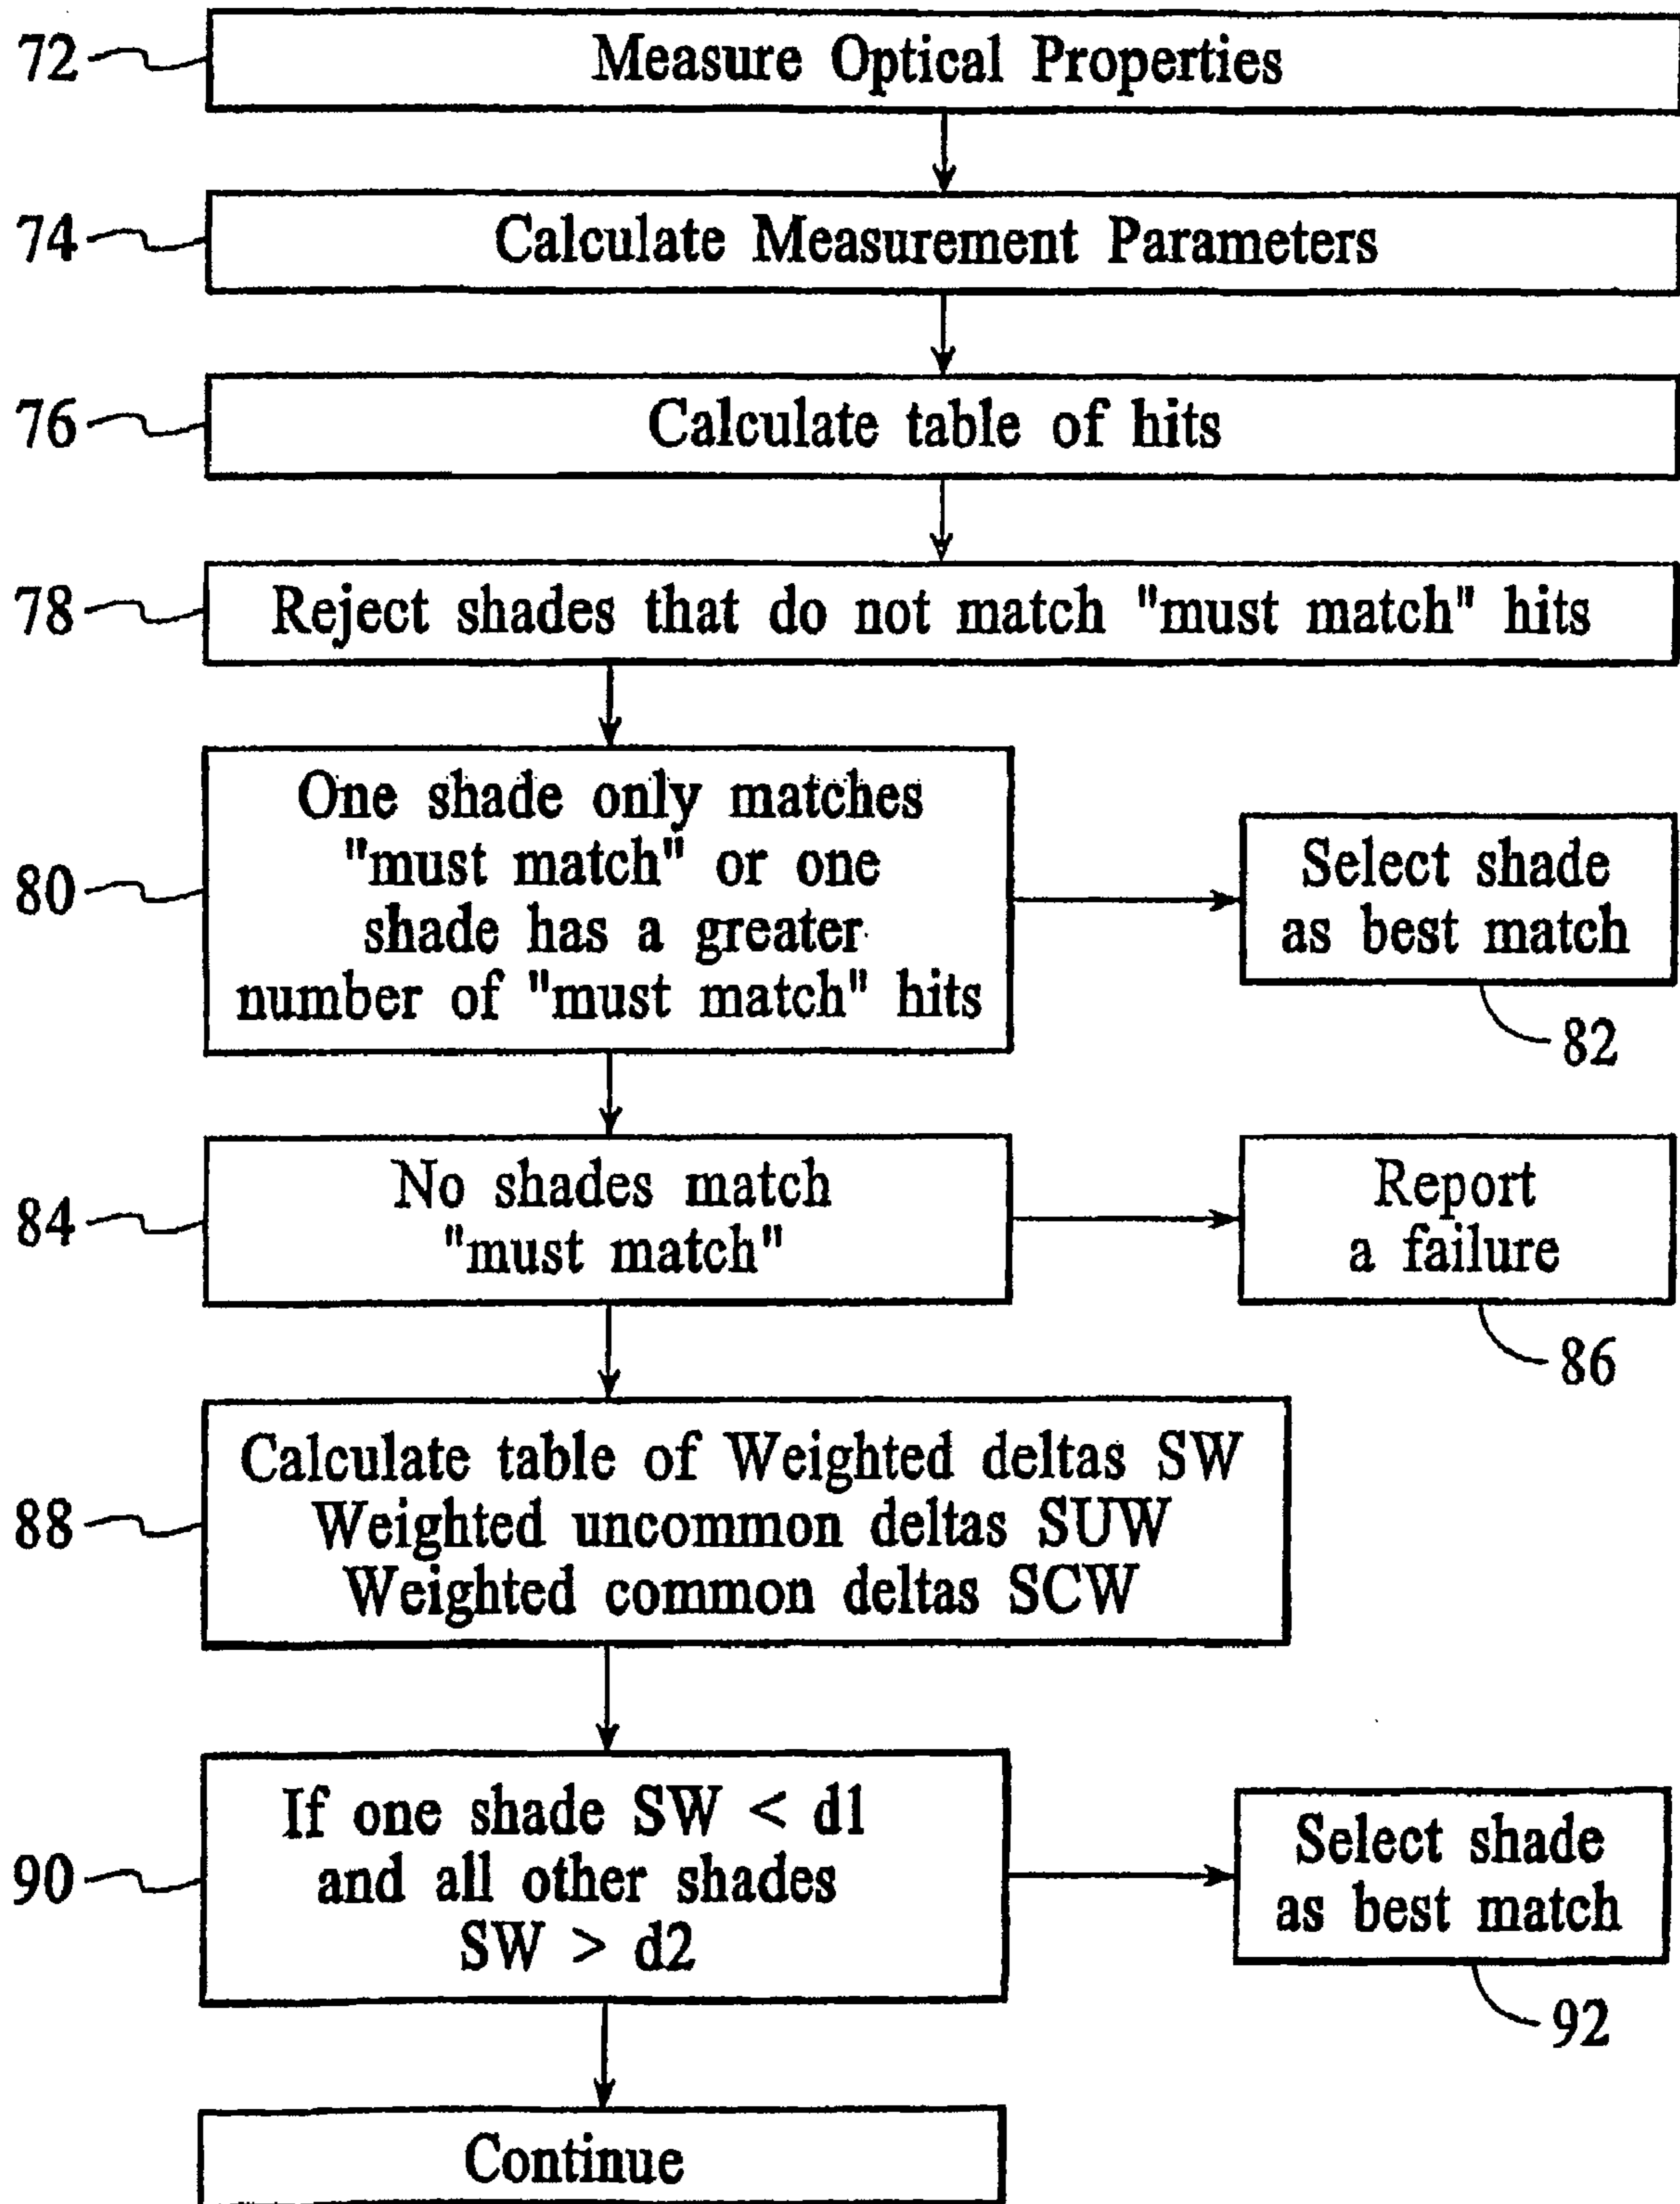 72
Measure Optical Properties
74
Calculate Measurement Parameters
76
Calculate table of hits
78
Reject shades that do not match "must match" hits
80
One shade only matches
"must match" or one
shade has a greater
number of "must match" hits
Select shade
as best match
82
84
No shades match
"must match"
Report
a failure
86
88
Calculate table of Weighted deltas SW
Weighted uncommon deltas SUW
Weighted common deltas SCW
90
If one shade SW < d1
and all other shades
SW > d2
Select shade
as best match
92
Continue